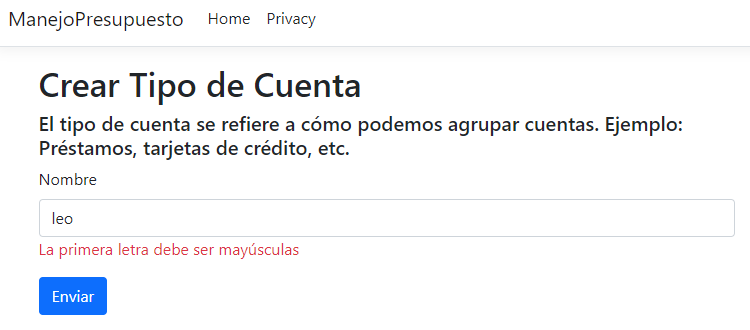 ManejoPresupuesto Home Privacy
Crear Tipo de Cuenta
El tipo de cuenta se refiere a cómo podemos agrupar cuentas. Ejemplo:
Préstamos, tarjetas de crédito, etc.
Nombre
leo
La primera letra debe ser mayúsculas
Enviar